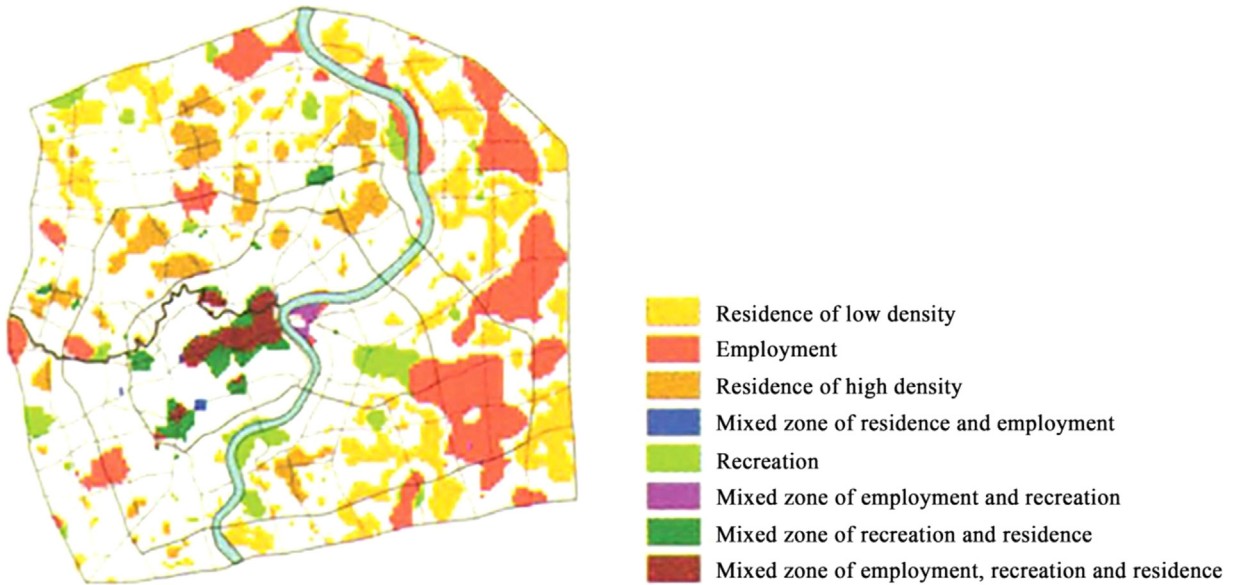 Residence of low density
Employment
Residence of high density
Mixed zone of residence and employment
Recreation
Mixed zone of employment and recreation
Mixed zone of recreation and residence
Mixed zone of employment, recreation and residence